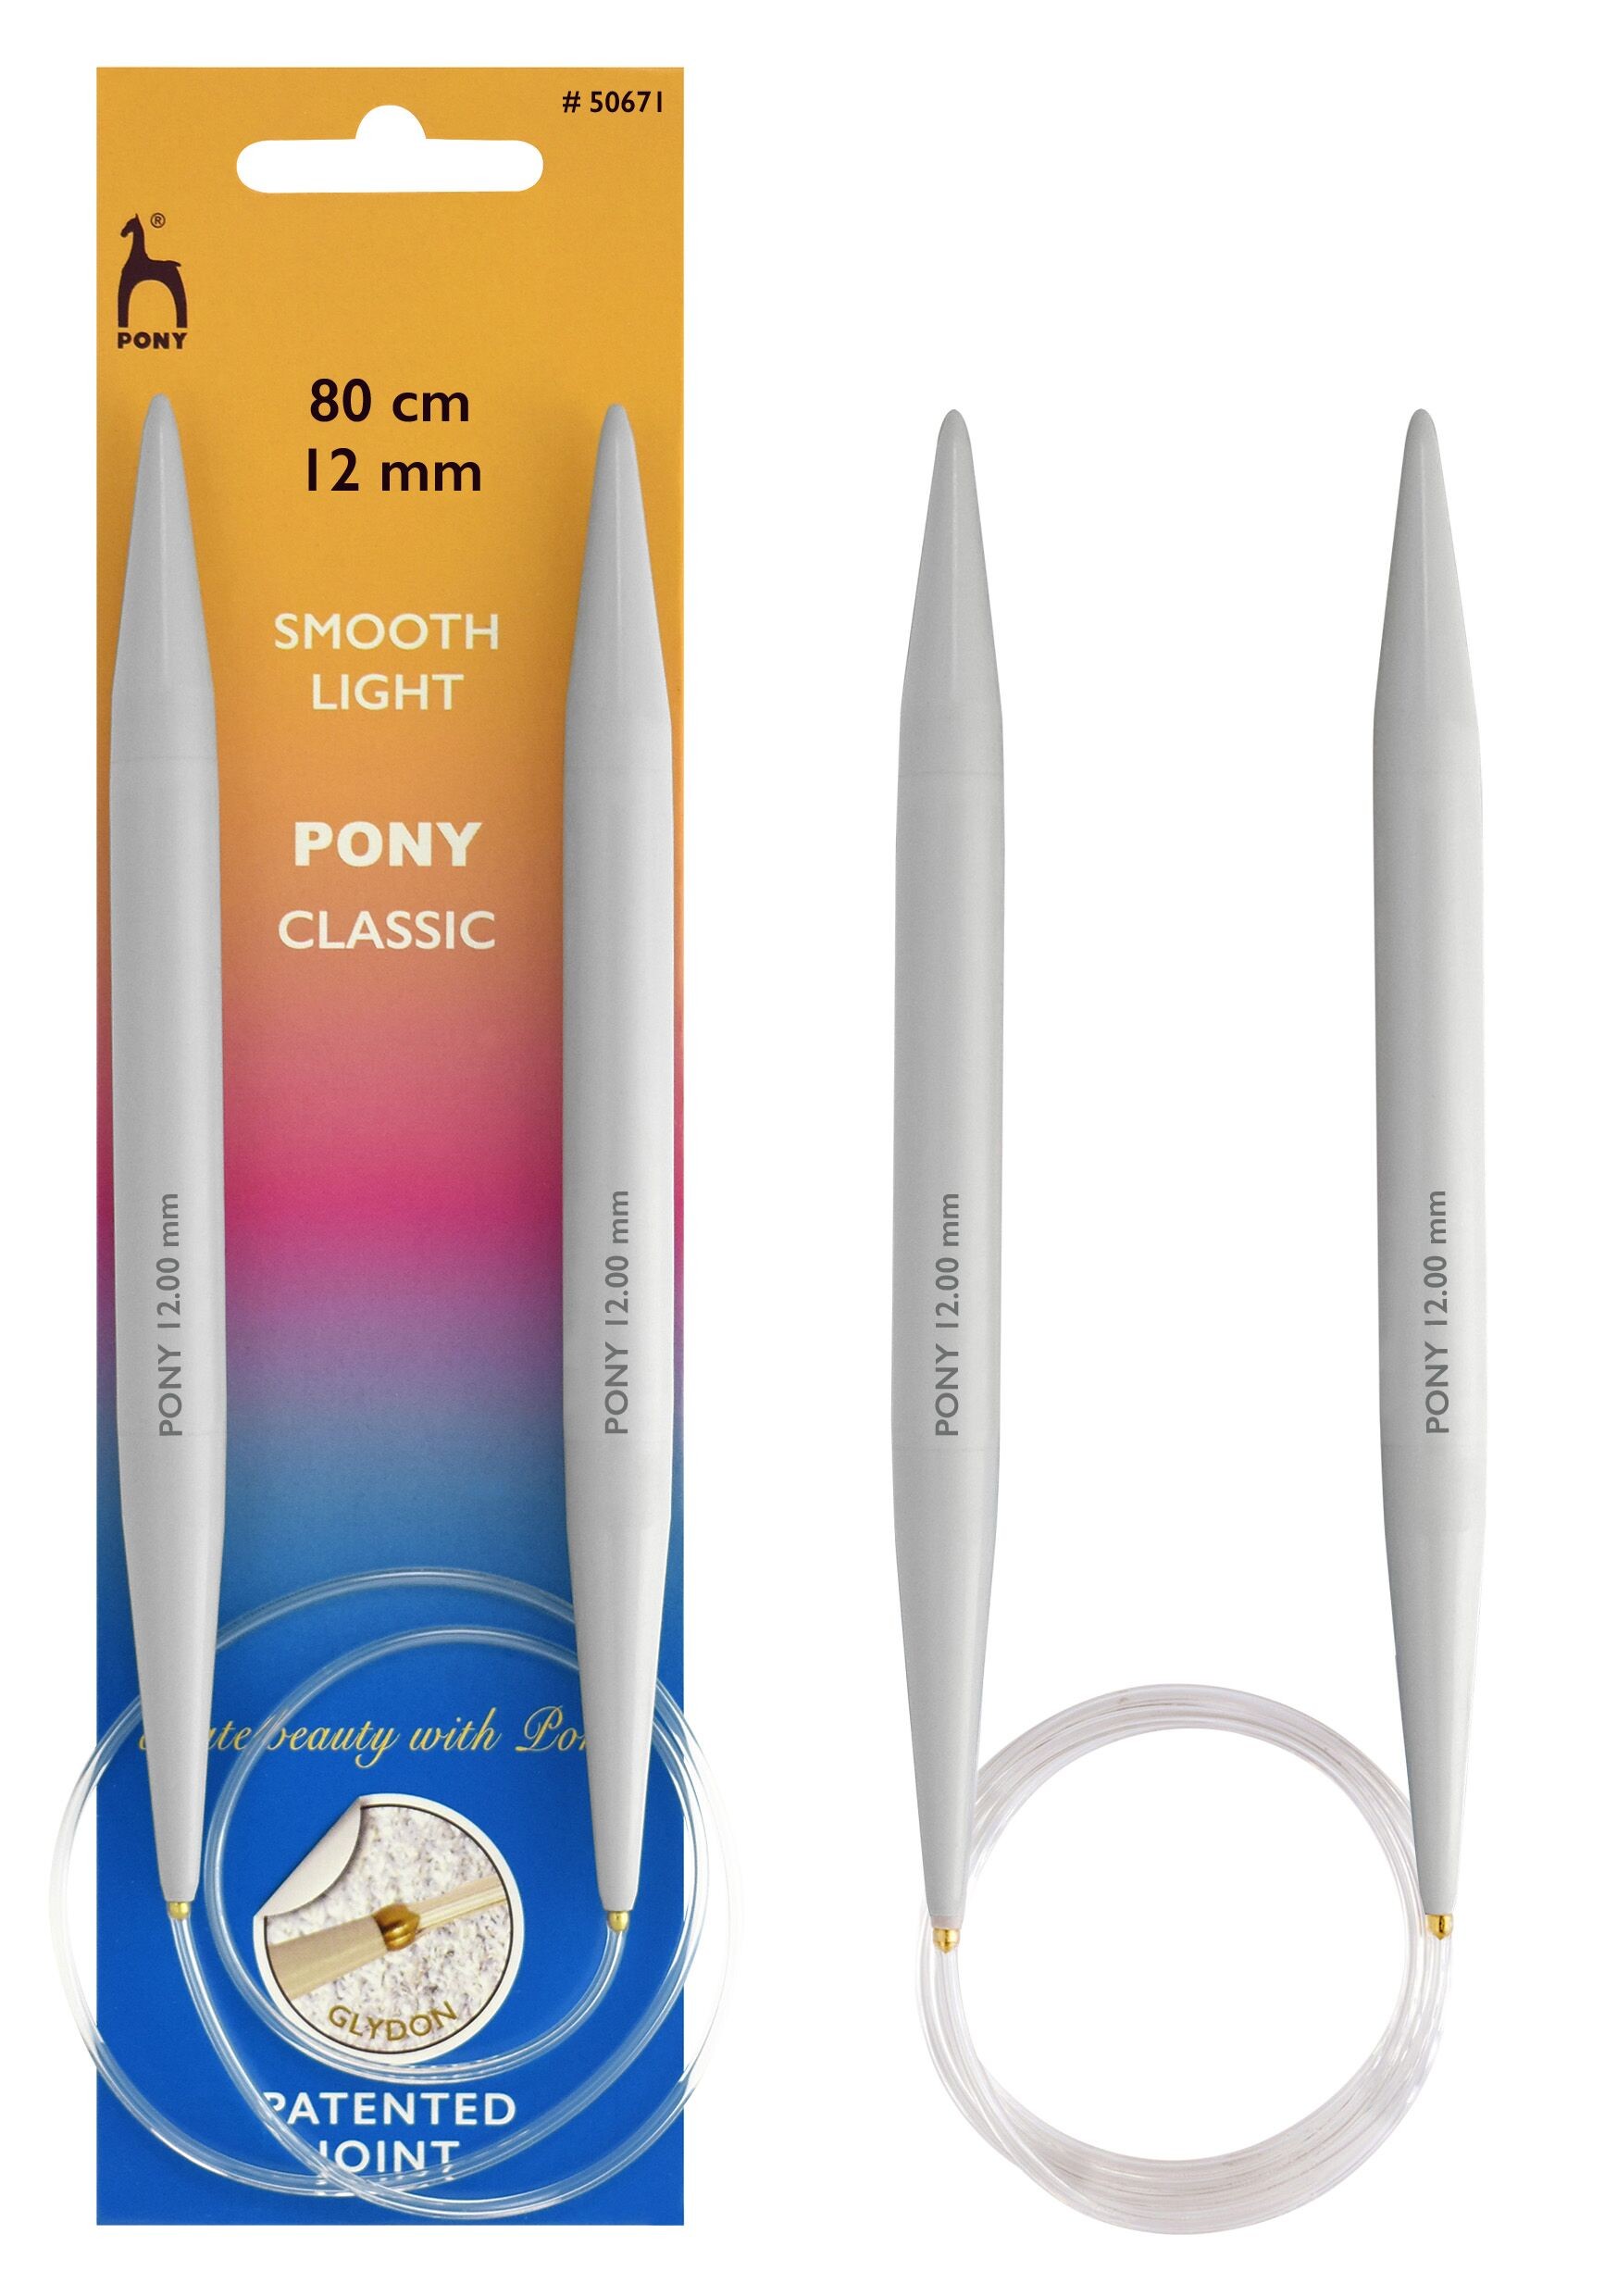 # 50671
®
PONY
80 cm
12 mm
SMOOTH
LIGHT
PONY
CLASSIC
PONY 12.00 mm
PONY 12.00 mm
PONY 12.00 mm
PONY 12.00 mm
beauty with
GLYDON
PATENTED
JOINT